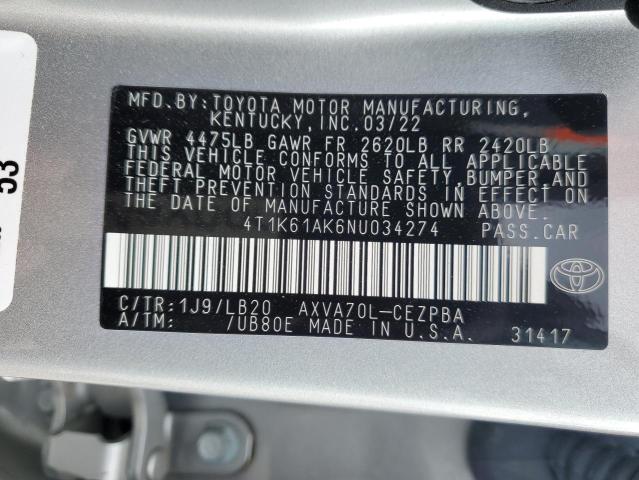 MFD.BY:TOYOTA MOTOR MANUFACTURING,
KENTUCKY, INC.03/22
GVWR 4475LB GAWR FR 2620LB RR 2420LB
THIS VEHICLE CONFORMS TO ALL APPLICABLE
FEDERAL MOTOR VEHICLE SAFETY, BUMPER AND
THEFT PREVENTION STANDARDS IN EFFECT ON
THE DATE OF MANUFACTURE SHOWN ABOVE.
4T1K61AK6NU034274 PASS.CAR
C/TR:1J9/LB20 AXVA70L-CEZPBA
A/TM: /UB80E MADE IN U.S.A. 31417
53